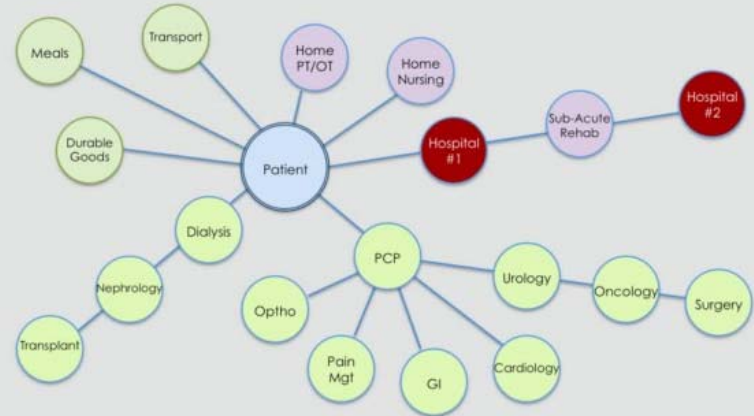 Meals
Transport
Home
PT/OT
Home
Nursing
Hospital
#2
Sub-Acute
Rehab
Durable
Goods
Patient
Hospital
#1
Dialysis
PCP
Nephrology
Urology
Oncology
Surgery
Optho
Transplant
Pain
Mgt
GI
Cardiology